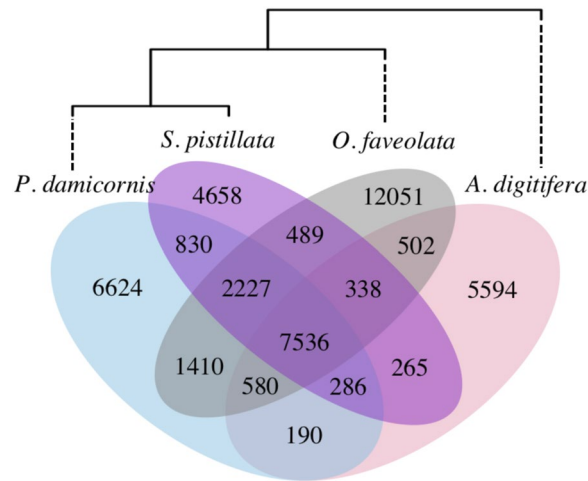 S. pistillata O. faveolata
P. damicornis A. digitifera
4658 12051
830 489 502
6624 2227 338 5594
7536
1410 580 286 265
190